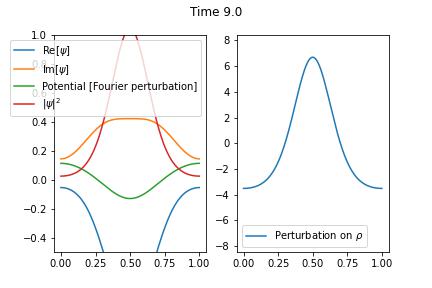 Time 9.0
Re[ψ]
Im[ψ]
Potential [Fourier perturbation]
|ψ|²
1.0
0.8
0.6
0.4
0.2
0.0
−0.2
−0.4
0.00 0.25 0.50 0.75 1.00
8
6
4
2
0
−2
−4
−6
−8
Perturbation on ρ
0.00 0.25 0.50 0.75 1.00